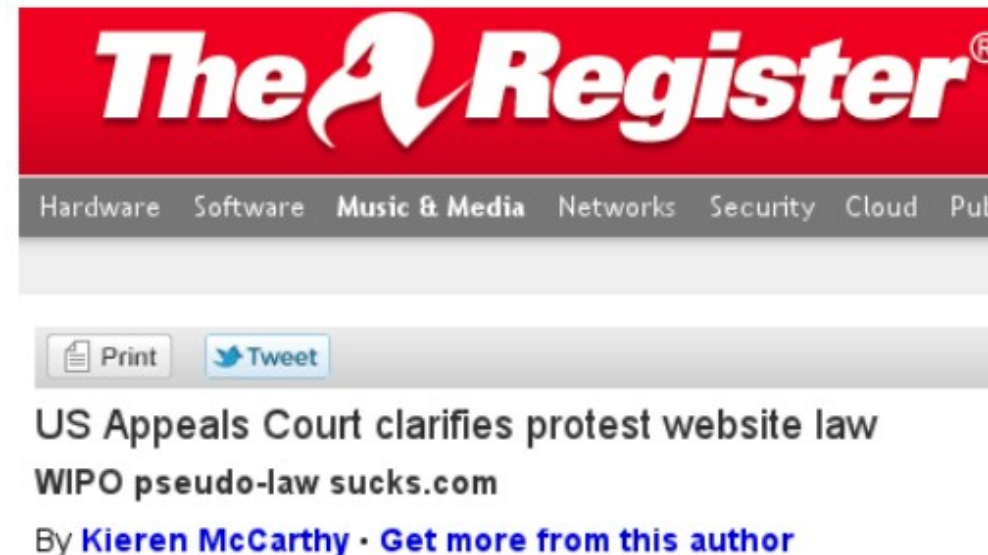 The Register®
Hardware Software Music & Media Networks Security Cloud Pub
Print Tweet
US Appeals Court clarifies protest website law
WIPO pseudo-law sucks.com
By Kieren McCarthy · Get more from this author